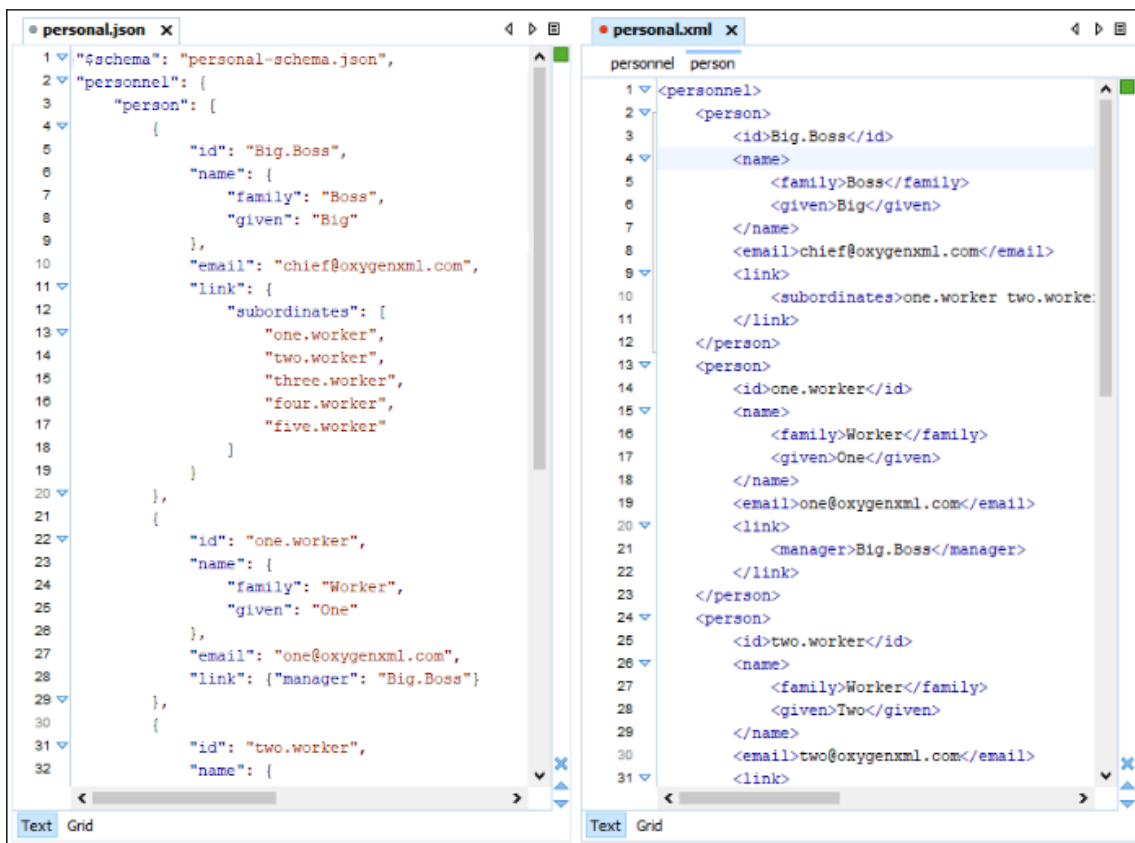 personal.json
1 "$schema": "personal-schema.json",
2 "personnel": {
3 "person": [
4 {
5 "id": "Big.Boss",
6 "name": {
7 "family": "Boss",
8 "given": "Big"
9 },
10 "email": "chief@oxygenxml.com",
11 "link": {
12 "subordinates": [
13 "one.worker",
14 "two.worker",
15 "three.worker",
16 "four.worker",
17 "five.worker"
18 ]
19 }
20 },
21 {
22 "id": "one.worker",
23 "name": {
24 "family": "Worker",
25 "given": "One"
26 },
27 "email": "one@oxygenxml.com",
28 "link": {"manager": "Big.Boss"}
29 },
30 {
31 "id": "two.worker",
32 "name": {
Text Grid
personal.xml
personnel person
1 <personnel>
2 <person>
3 <id>Big.Boss</id>
4 <name>
5 <family>Boss</family>
6 <given>Big</given>
7 </name>
8 <email>chief@oxygenxml.com</email>
9 <link>
10 <subordinates>one.worker two.worke
11 </link>
12 </person>
13 <person>
14 <id>one.worker</id>
15 <name>
16 <family>Worker</family>
17 <given>One</given>
18 </name>
19 <email>one@oxygenxml.com</email>
20 <link>
21 <manager>Big.Boss</manager>
22 </link>
23 </person>
24 <person>
25 <id>two.worker</id>
26 <name>
27 <family>Worker</family>
28 <given>Two</given>
29 </name>
30 <email>two@oxygenxml.com</email>
31 <link>
Text Grid